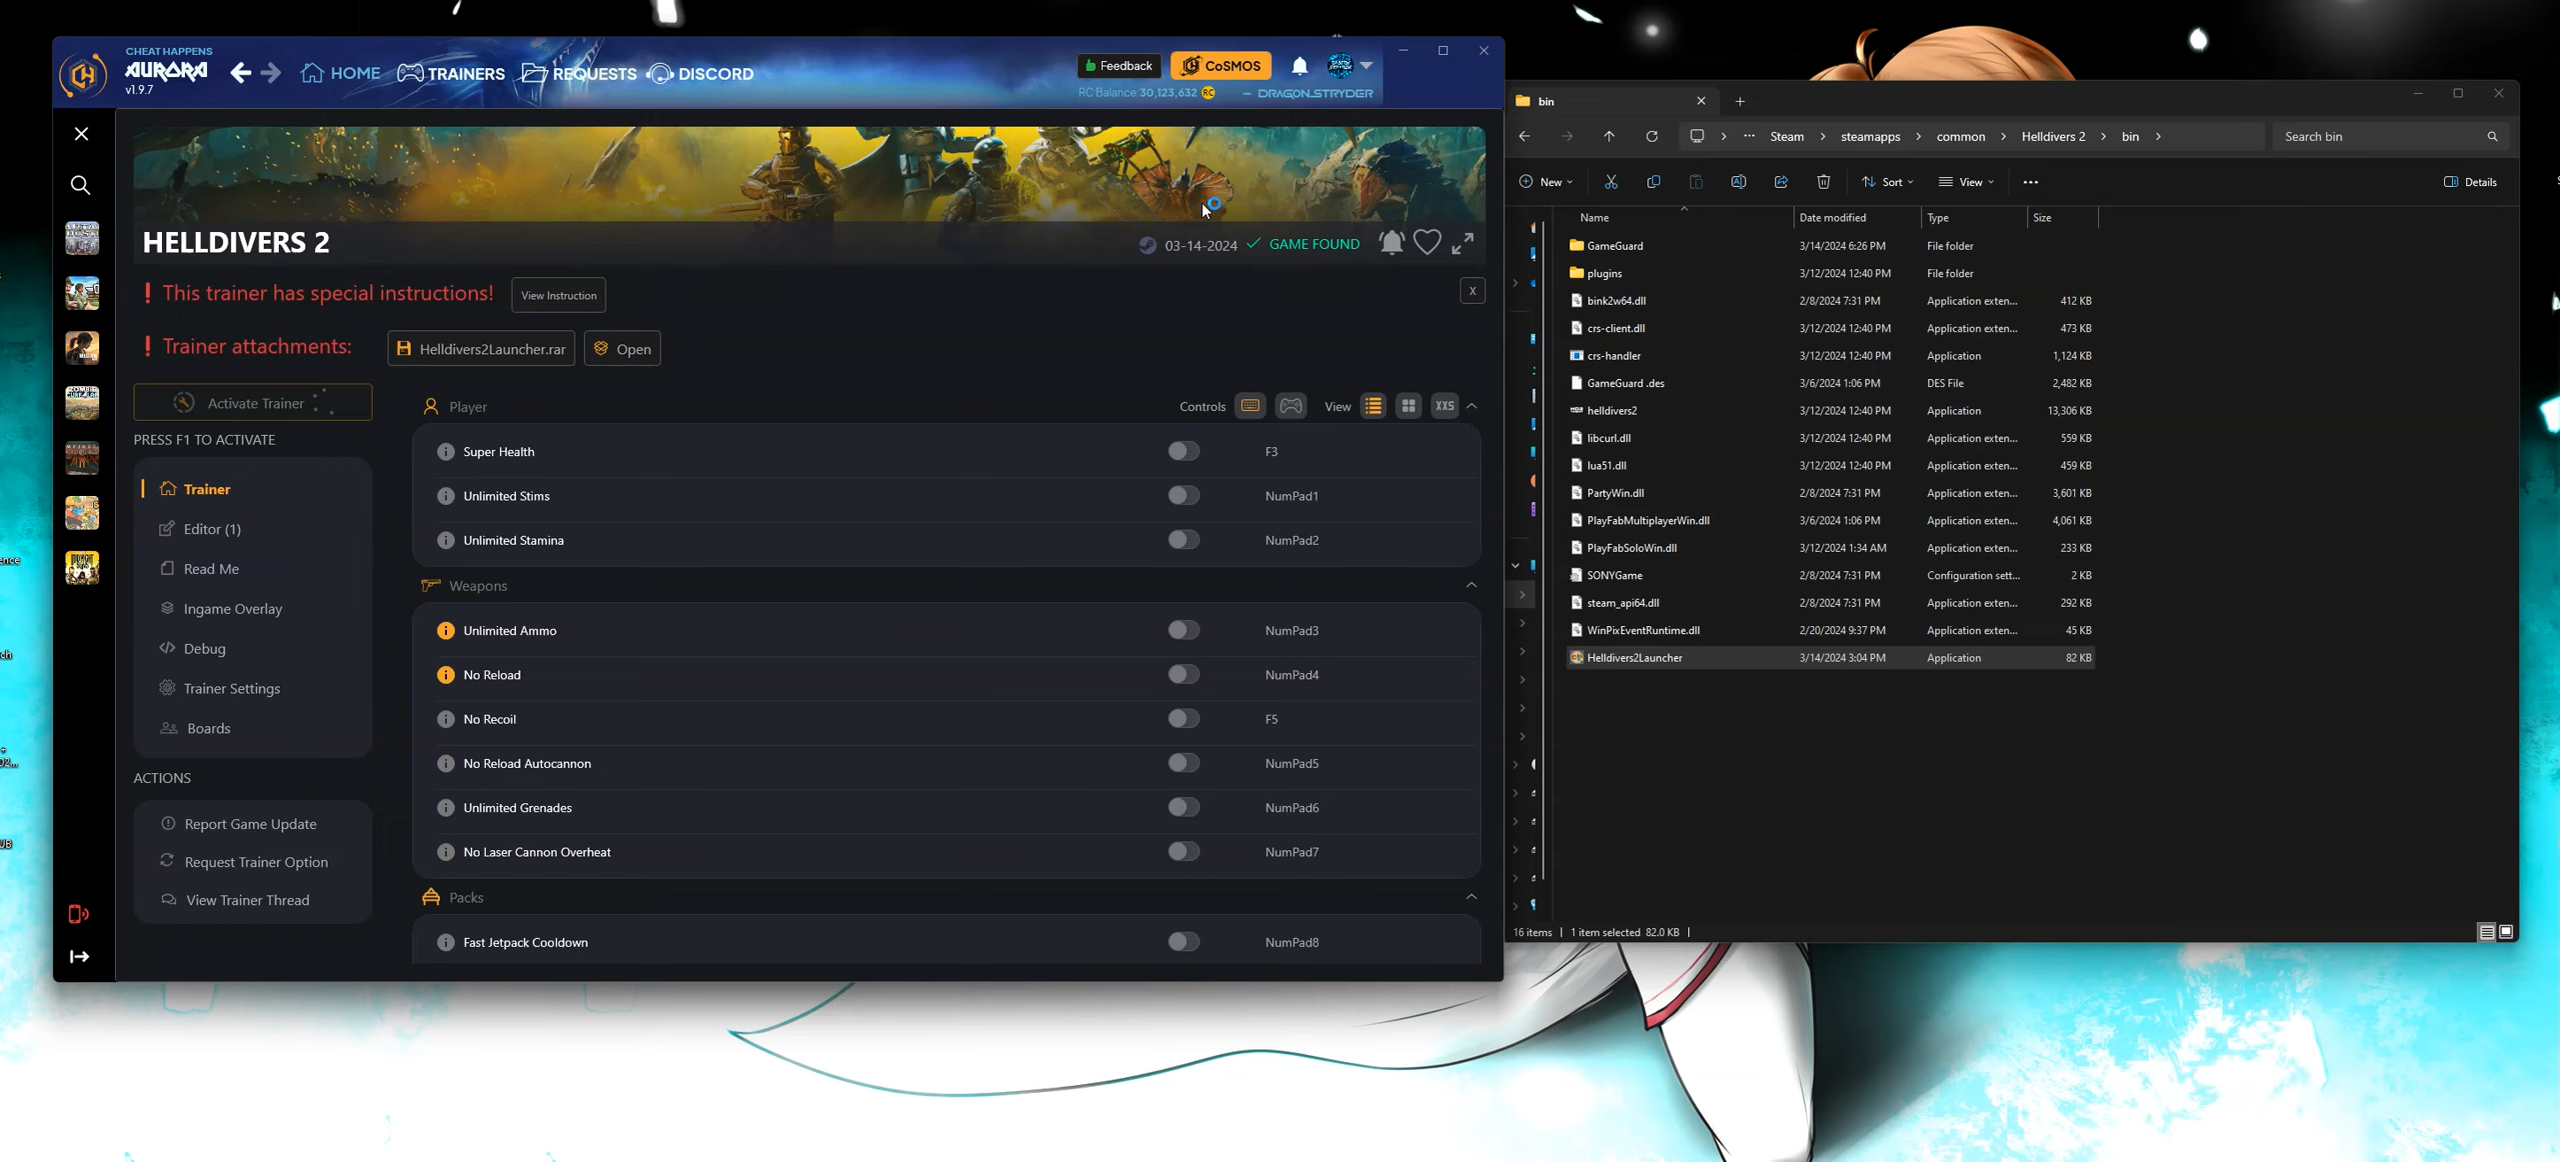 CHEAT HAPPENS
AURORA
v1.9.7
HOME
TRAINERS
REQUESTS
DISCORD
Feedback
CoSMOS
RC Balance: 30,123,632 RC
— DRAGON_STRYDER
HELLDIVERS 2
03-14-2024 GAME FOUND
! This trainer has special instructions!
View Instruction
X
! Trainer attachments:
Helldivers2Launcher.rar
Open
Activate Trainer
PRESS F1 TO ACTIVATE
Trainer
Editor (1)
Read Me
Ingame Overlay
Debug
Trainer Settings
Boards
ACTIONS
Report Game Update
Request Trainer Option
View Trainer Thread
Player
Controls
View
XXS
Super Health F3
Unlimited Stims NumPad1
Unlimited Stamina NumPad2
Weapons
Unlimited Ammo NumPad3
No Reload NumPad4
No Recoil F5
No Reload Autocannon NumPad5
Unlimited Grenades NumPad6
No Laser Cannon Overheat NumPad7
Packs
Fast Jetpack Cooldown NumPad8
bin
Steam > steamapps > common > Helldivers 2 > bin >
Search bin
New
Sort
View
Details
Name Date modified Type Size
GameGuard 3/14/2024 6:26 PM File folder
plugins 3/12/2024 12:40 PM File folder
bink2w64.dll 2/8/2024 7:31 PM Application exten... 412 KB
crs-client.dll 3/12/2024 12:40 PM Application exten... 473 KB
crs-handler 3/12/2024 12:40 PM Application 1,124 KB
GameGuard .des 3/6/2024 1:06 PM DES File 2,482 KB
helldivers2 3/12/2024 12:40 PM Application 13,306 KB
libcurl.dll 3/12/2024 12:40 PM Application exten... 559 KB
lua51.dll 3/12/2024 12:40 PM Application exten... 459 KB
PartyWin.dll 2/8/2024 7:31 PM Application exten... 3,601 KB
PlayFabMultiplayerWin.dll 3/6/2024 1:06 PM Application exten... 4,061 KB
PlayFabSoloWin.dll 3/12/2024 1:34 AM Application exten... 233 KB
SONYGame 2/8/2024 7:31 PM Configuration sett... 2 KB
steam_api64.dll 2/8/2024 7:31 PM Application exten... 292 KB
WinPixEventRuntime.dll 2/20/2024 9:37 PM Application exten... 45 KB
Helldivers2Launcher 3/14/2024 3:04 PM Application 82 KB
16 items | 1 item selected 82.0 KB |